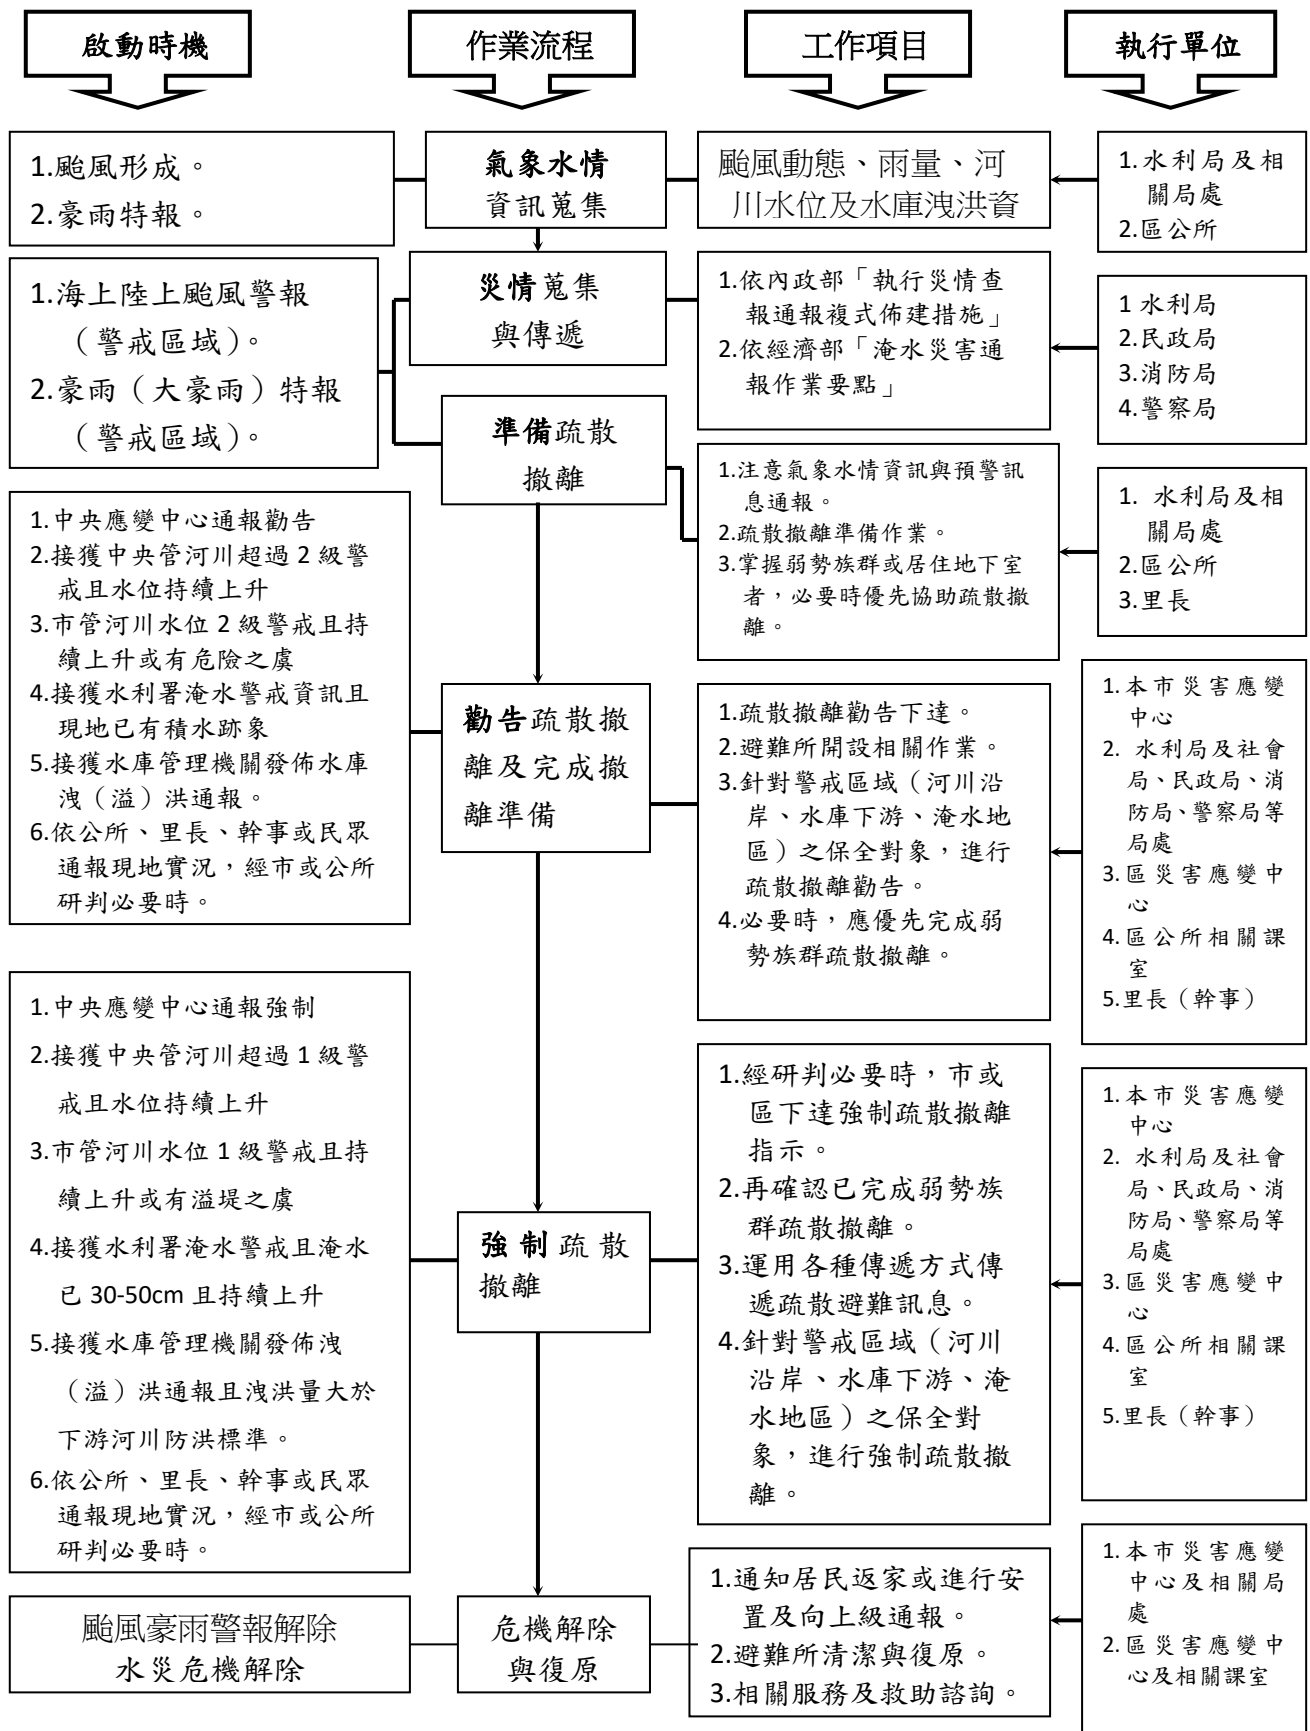 啟動時機
作業流程
工作項目
執行單位
1.颱風形成。
2.豪雨特報。
氣象水情
資訊蒐集
颱風動態、雨量、河
川水位及水庫洩洪資
1.水利局及相
關局處
2.區公所
1.海上陸上颱風警報
（警戒區域）。
2.豪雨（大豪雨）特報
（警戒區域）。
災情蒐集
與傳遞
1.依內政部「執行災情查
報通報複式佈建措施」
2.依經濟部「淹水災害通
報作業要點」
1 水利局
2.民政局
3.消防局
4.警察局
準備疏散
撤離
1.注意氣象水情資訊與預警訊
息通報。
2.疏散撤離準備作業。
3.掌握弱勢族群或居住地下室
者，必要時優先協助疏散撤
離。
1. 水利局及相
關局處
2.區公所
3.里長
1.中央應變中心通報勸告
2.接獲中央管河川超過 2 級警
戒且水位持續上升
3.市管河川水位 2 級警戒且持
續上升或有危險之虞
4.接獲水利署淹水警戒資訊且
現地已有積水跡象
5.接獲水庫管理機關發佈水庫
洩（溢）洪通報。
6.依公所、里長、幹事或民眾
通報現地實況，經市或公所
研判必要時。
勸告疏散撤
離及完成撤
離準備
1.疏散撤離勸告下達。
2.避難所開設相關作業。
3.針對警戒區域（河川沿
岸、水庫下游、淹水地
區）之保全對象，進行
疏散撤離勸告。
4.必要時，應優先完成弱
勢族群疏散撤離。
1.本市災害應變
中心
2. 水利局及社會
局、民政局、消
防局、警察局等
局處
3.區災害應變中
心
4.區公所相關課
室
5.里長（幹事）
1.中央應變中心通報強制
2.接獲中央管河川超過 1 級警
戒且水位持續上升
3.市管河川水位 1 級警戒且持
續上升或有溢堤之虞
4.接獲水利署淹水警戒且淹水
已 30-50cm 且持續上升
5.接獲水庫管理機關發佈洩
（溢）洪通報且洩洪量大於
下游河川防洪標準。
6.依公所、里長、幹事或民眾
通報現地實況，經市或公所
研判必要時。
強制疏散
撤離
1.經研判必要時，市或
區下達強制疏散撤離
指示。
2.再確認已完成弱勢族
群疏散撤離。
3.運用各種傳遞方式傳
遞疏散避難訊息。
4.針對警戒區域（河川
沿岸、水庫下游、淹
水地區）之保全對
象，進行強制疏散撤
離。
1.本市災害應變
中心
2. 水利局及社會
局、民政局、消
防局、警察局等
局處
3.區災害應變中
心
4.區公所相關課
室
5.里長（幹事）
颱風豪雨警報解除
水災危機解除
危機解除
與復原
1.通知居民返家或進行安
置及向上級通報。
2.避難所清潔與復原。
3.相關服務及救助諮詢。
1.本市災害應變
中心及相關局
處
2.區災害應變中
心及相關課室